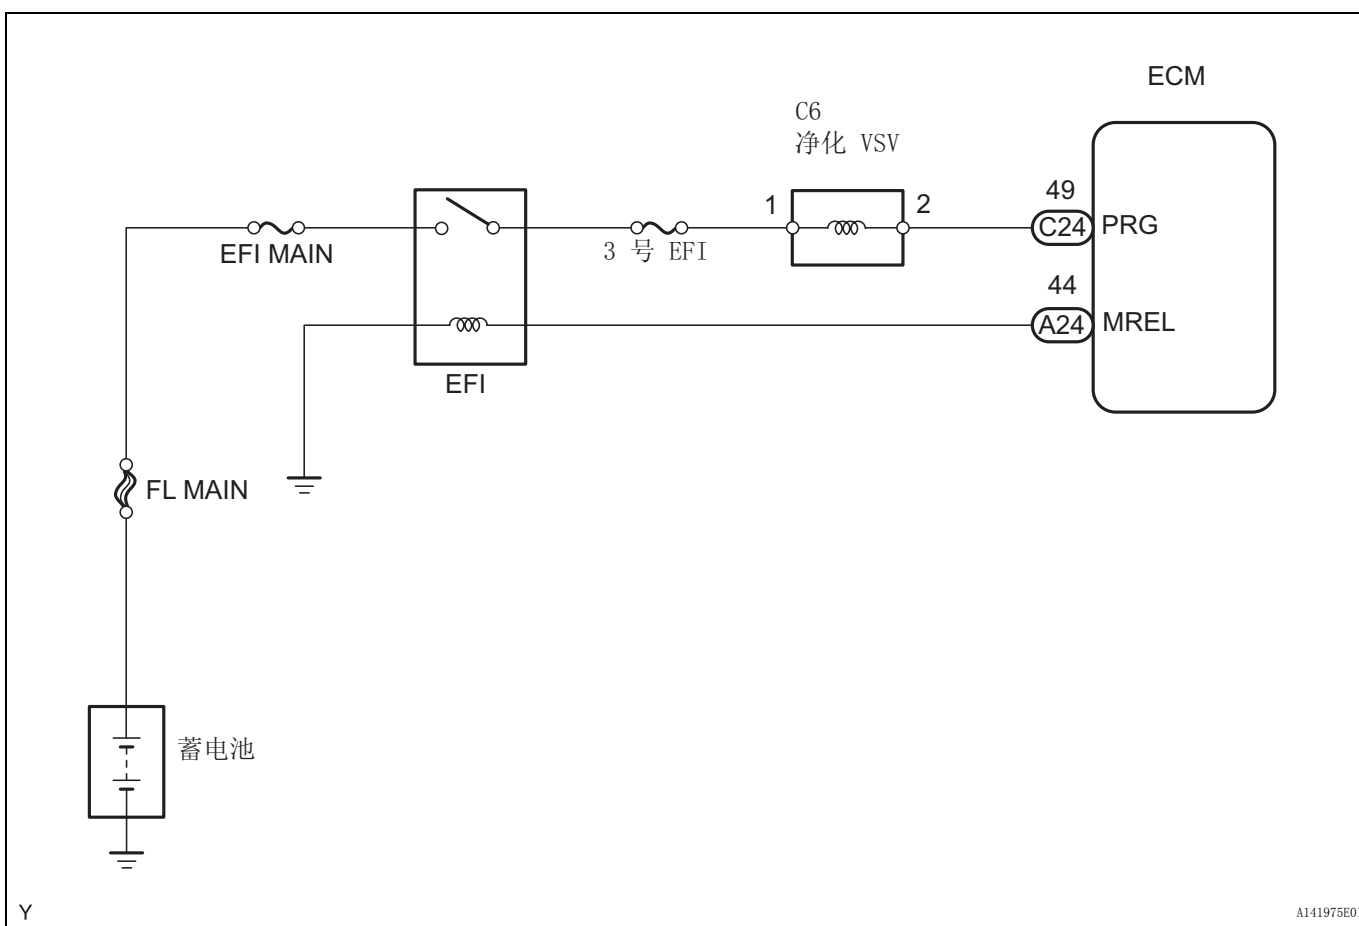 ECM
C6
净化 VSV
1
2
49
C24
PRG
EFI MAIN
3 号 EFI
44
A24
MREL
EFI
FL MAIN
蓄电池
Y